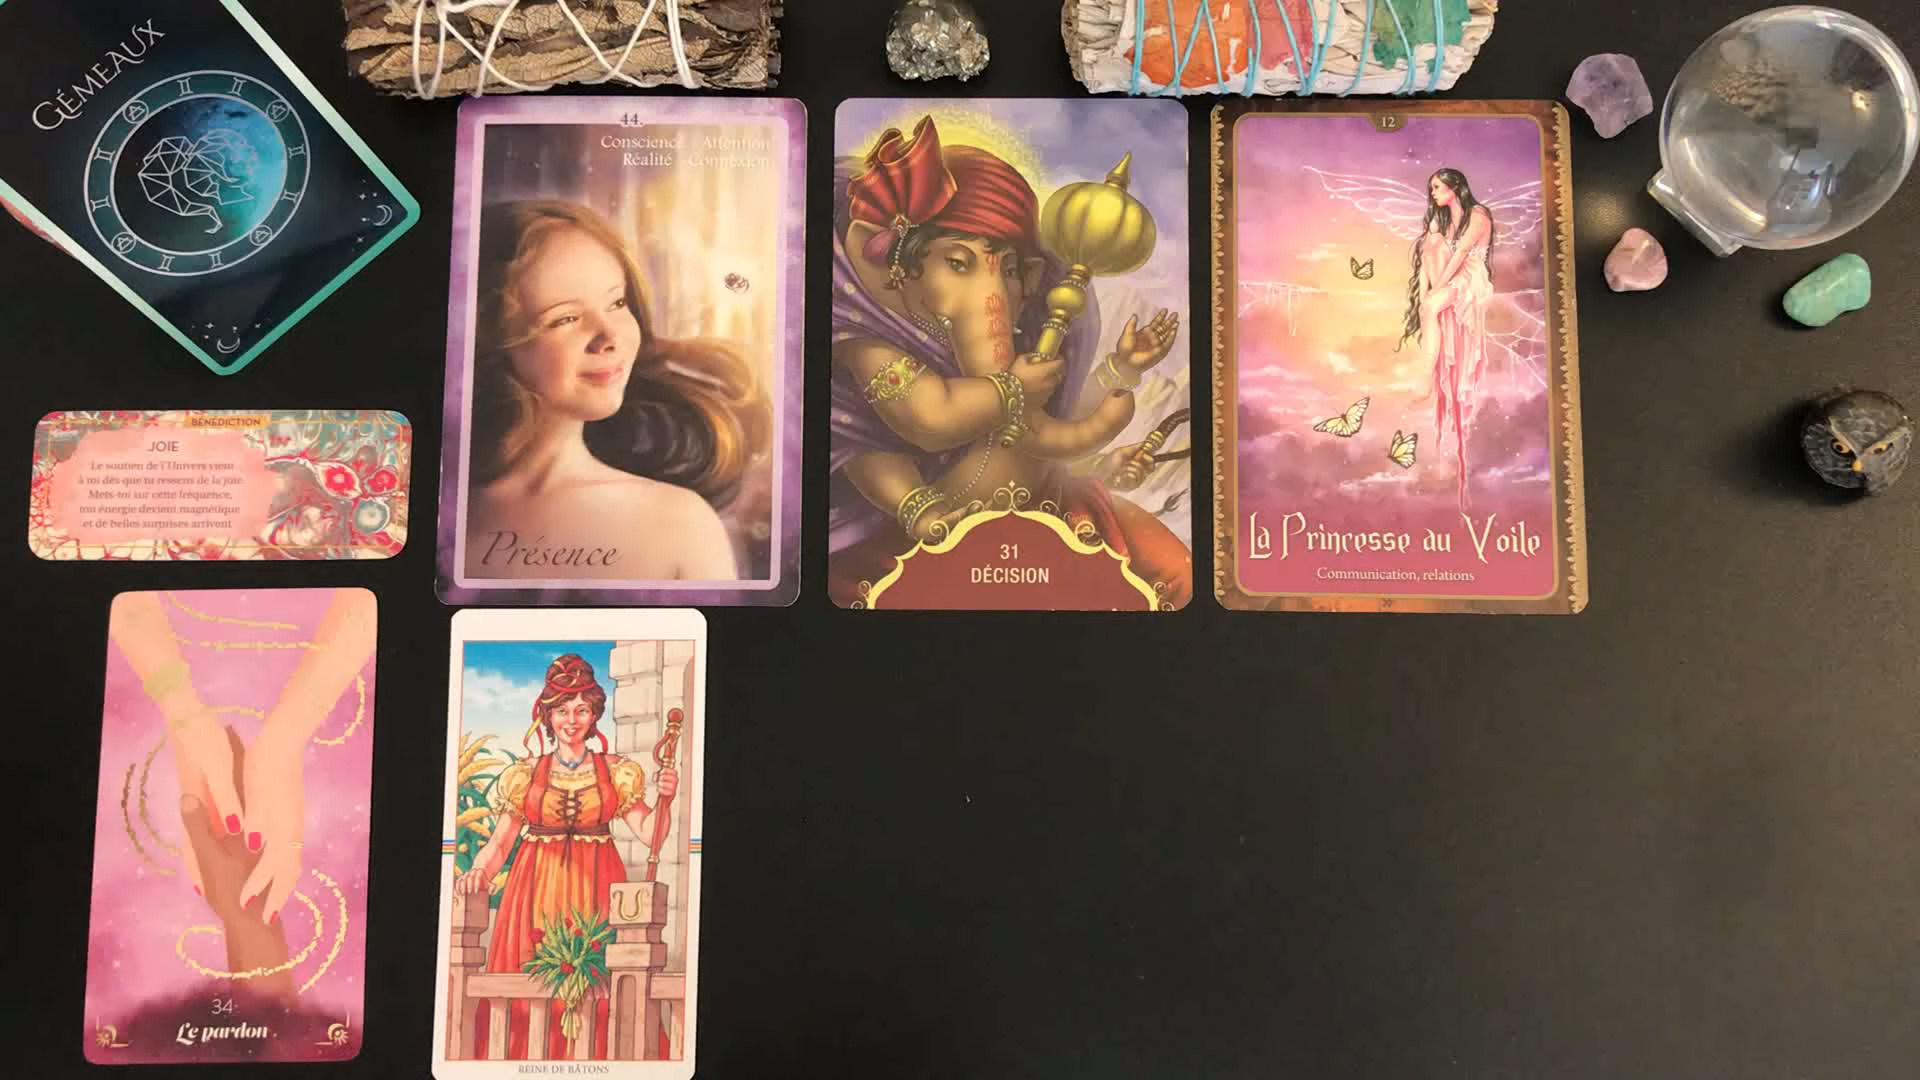 GÉMEAUX
44.
Conscience - Attention
Réalité - Connexion
Présence
31
DÉCISION
12
La Princesse du Voile
Communication, relations
BÉNÉDICTION
JOIE
Le soutien de l'Univers vient
à toi dès que tu ressens de la joie.
Mets-toi sur cette fréquence,
ton énergie devient magnétique
et de belles surprises arrivent.
34
Le pardon
REINE DE BÂTONS